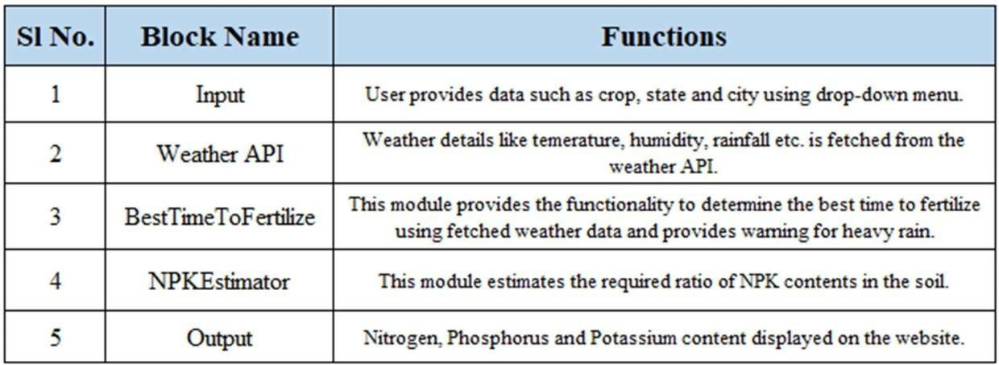 Sl No. Block Name Functions
1 Input User provides data such as crop, state and city using drop-down menu.
2 Weather API Weather details like temerature, humidity, rainfall etc. is fetched from the
weather API.
3 BestTimeToFertilize This module provides the functionality to determine the best time to fertilize
using fetched weather data and provides warning for heavy rain.
4 NPKEstimator This module estimates the required ratio of NPK contents in the soil.
5 Output Nitrogen, Phosphorus and Potassium content displayed on the website.